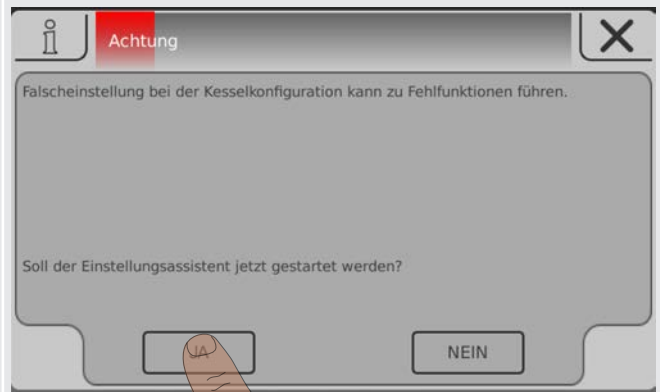 Achtung
Falscheinstellung bei der Kesselkonfiguration kann zu Fehlfunktionen führen.
Soll der Einstellungsassistent jetzt gestartet werden?
JA
NEIN